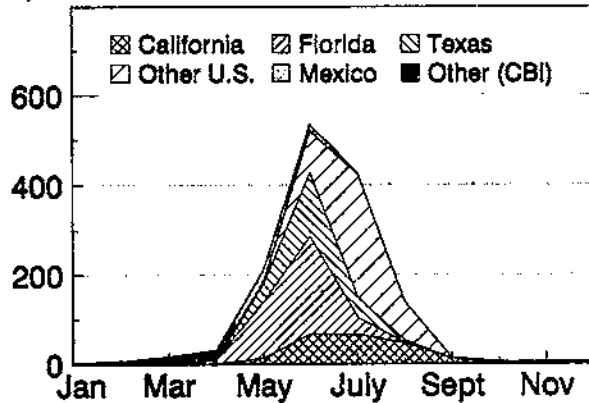 California Florida Texas
Other U.S. Mexico Other (CBI)
600
400
200
0
Jan Mar May July Sept Nov